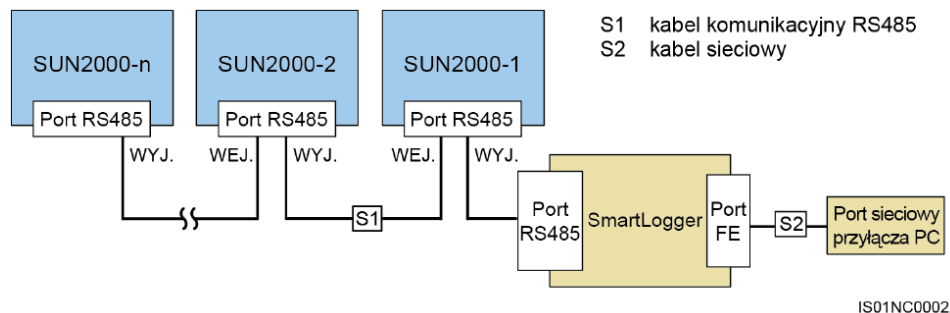 SUN2000-n
SUN2000-2
SUN2000-1
S1 kabel komunikacyjny RS485
S2 kabel sieciowy
Port RS485
Port RS485
Port RS485
WYJ.
WEJ.
WYJ.
WEJ.
WYJ.
S1
Port
RS485
SmartLogger
Port
FE
S2
Port sieciowy
przyłącza PC
IS01NC0002